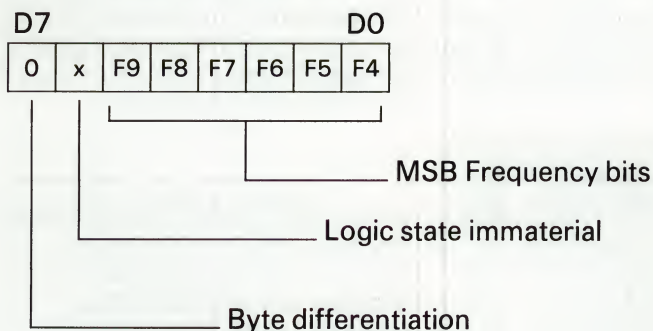 D7 D0
0 x F9 F8 F7 F6 F5 F4
MSB Frequency bits
Logic state immaterial
Byte differentiation